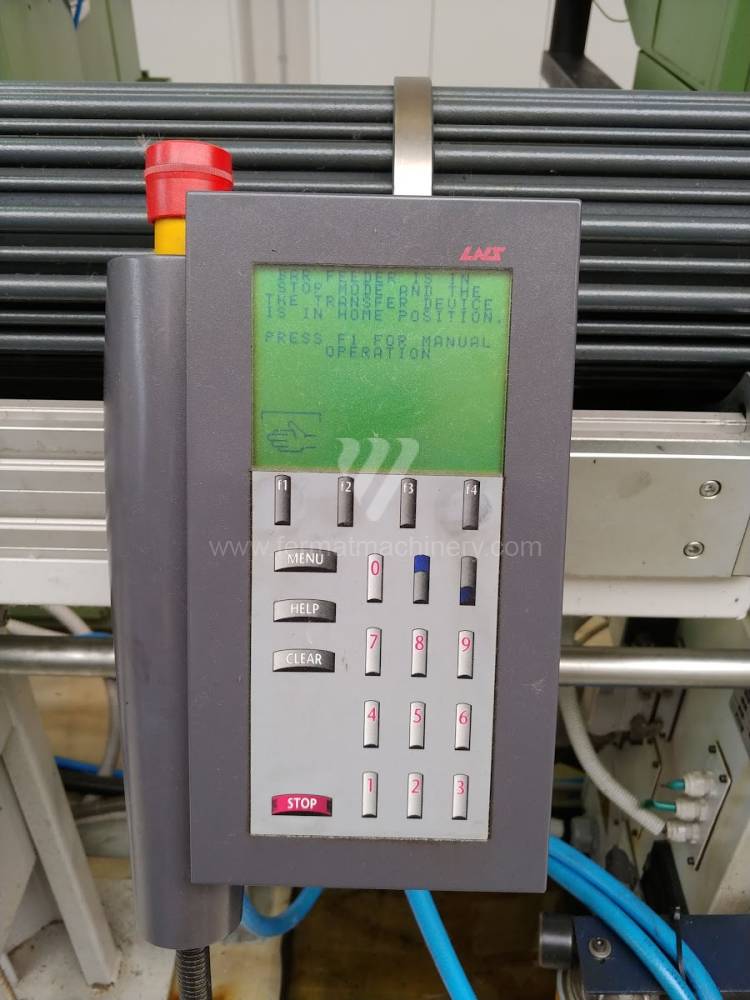 LNS
BAR FEEDER IS IN
STOP MODE AND THE
THE TRANSFER DEVICE
IS IN HOME POSITION.
PRESS F1 FOR MANUAL
OPERATION
f1 f2 f3 f4
www.fermatmachinery.com
MENU
0
HELP
7 8 9
CLEAR
4 5 6
1 2 3
STOP